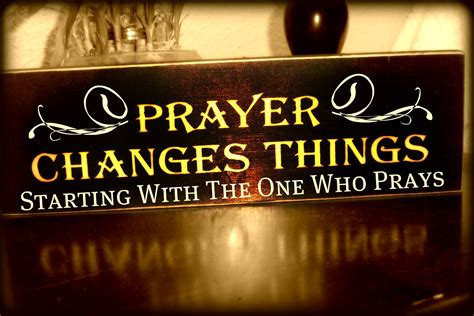 PRAYER
CHANGES THINGS
STARTING WITH THE ONE WHO PRAYS